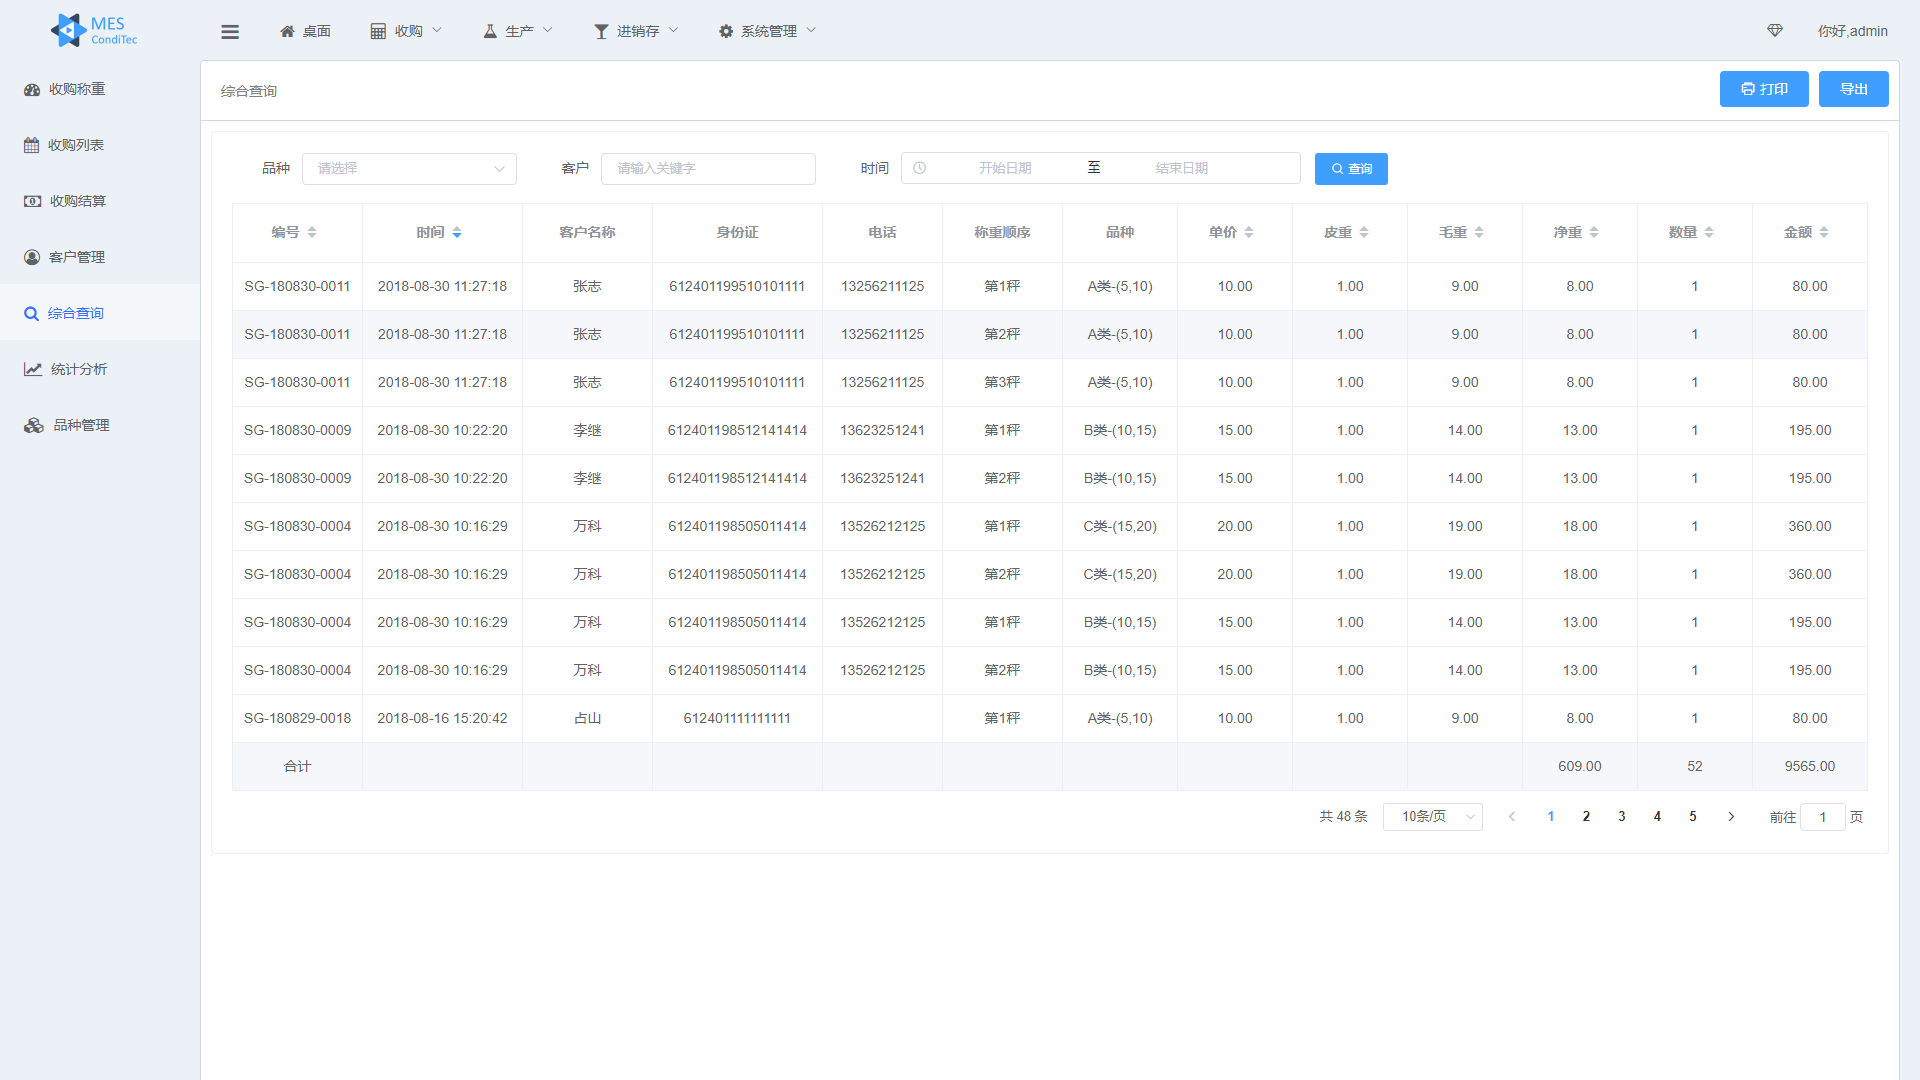 MES
CondiTec
桌面 收购 生产 进销存 系统管理 你好,admin
收购称重
收购列表
收购结算
客户管理
综合查询
统计分析
品种管理
综合查询 打印 导出
品种 请选择 客户 请输入关键字 时间 开始日期 至 结束日期 查询
编号 时间 客户名称 身份证 电话 称重顺序 品种 单价 皮重 毛重 净重 数量 金额
SG-180830-0011 2018-08-30 11:27:18 张志 612401199510101111 13256211125 第1秤 A类-(5,10) 10.00 1.00 9.00 8.00 1 80.00
SG-180830-0011 2018-08-30 11:27:18 张志 612401199510101111 13256211125 第2秤 A类-(5,10) 10.00 1.00 9.00 8.00 1 80.00
SG-180830-0011 2018-08-30 11:27:18 张志 612401199510101111 13256211125 第3秤 A类-(5,10) 10.00 1.00 9.00 8.00 1 80.00
SG-180830-0009 2018-08-30 10:22:20 李继 612401198512141414 13623251241 第1秤 B类-(10,15) 15.00 1.00 14.00 13.00 1 195.00
SG-180830-0009 2018-08-30 10:22:20 李继 612401198512141414 13623251241 第2秤 B类-(10,15) 15.00 1.00 14.00 13.00 1 195.00
SG-180830-0004 2018-08-30 10:16:29 万科 612401198505011414 13526212125 第1秤 C类-(15,20) 20.00 1.00 19.00 18.00 1 360.00
SG-180830-0004 2018-08-30 10:16:29 万科 612401198505011414 13526212125 第2秤 C类-(15,20) 20.00 1.00 19.00 18.00 1 360.00
SG-180830-0004 2018-08-30 10:16:29 万科 612401198505011414 13526212125 第1秤 B类-(10,15) 15.00 1.00 14.00 13.00 1 195.00
SG-180830-0004 2018-08-30 10:16:29 万科 612401198505011414 13526212125 第2秤 B类-(10,15) 15.00 1.00 14.00 13.00 1 195.00
SG-180829-0018 2018-08-16 15:20:42 占山 612401111111111 第1秤 A类-(5,10) 10.00 1.00 9.00 8.00 1 80.00
合计 609.00 52 9565.00
共 48 条 10条/页 1 2 3 4 5 前往 1 页